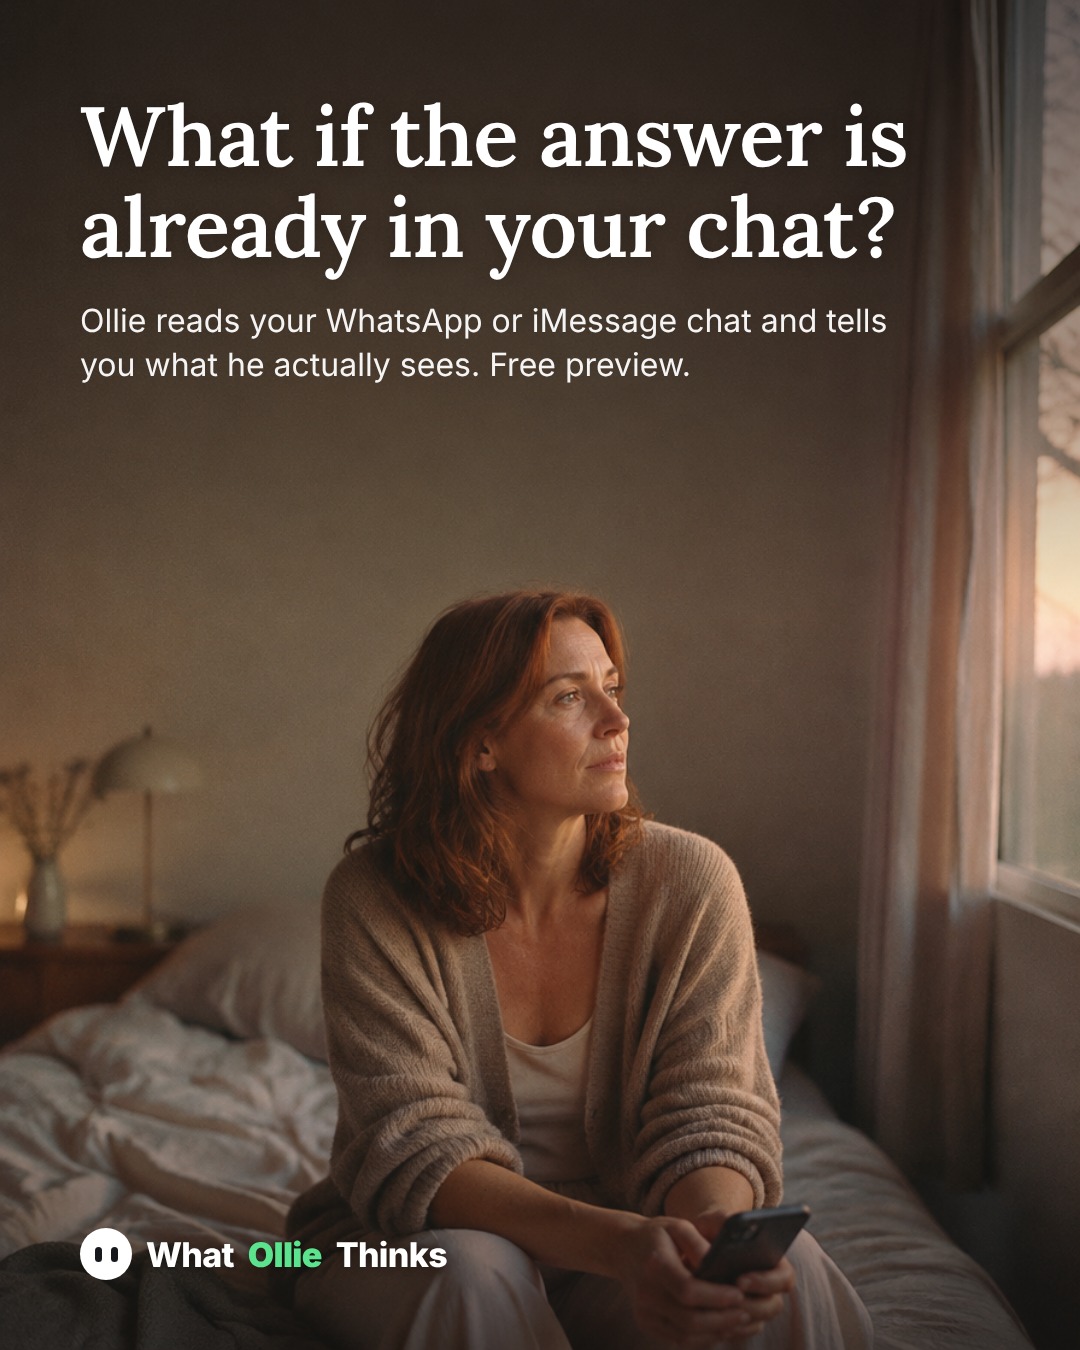 What if the answer is
already in your chat?
Ollie reads your WhatsApp or iMessage chat and tells
you what he actually sees. Free preview.
What Ollie Thinks